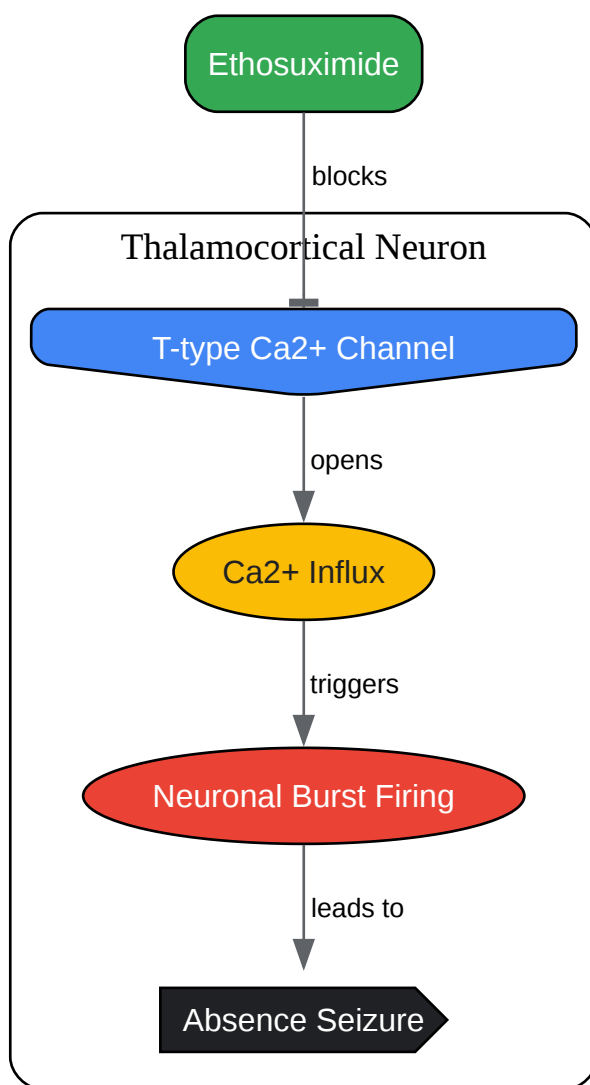 Ethosuximide
blocks
Thalamocortical Neuron
T-type Ca2+ Channel
opens
Ca2+ Influx
triggers
Neuronal Burst Firing
leads to
Absence Seizure